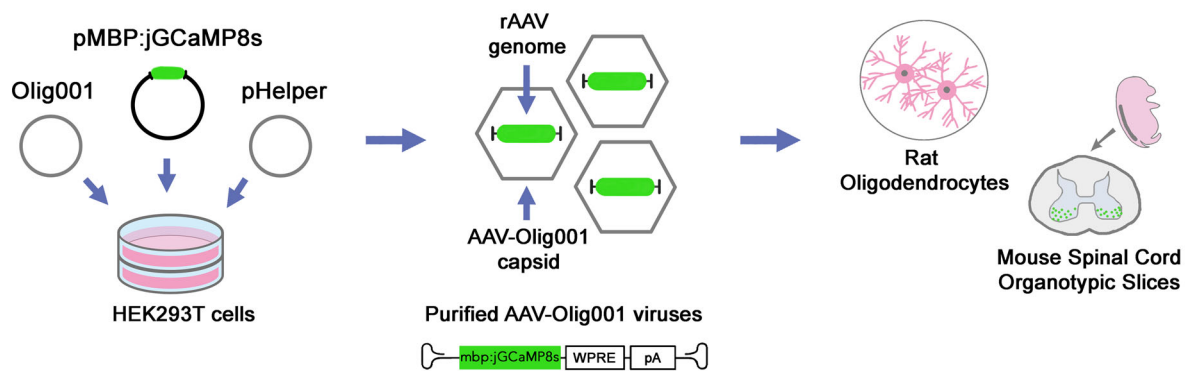 pMBP:jGCaMP8s
Olig001
pHelper
HEK293T cells
rAAV
genome
AAV-Olig001
capsid
Purified AAV-Olig001 viruses
mbp:jGCaMP8s
WPRE
pA
Rat
Oligodendrocytes
Mouse Spinal Cord
Organotypic Slices